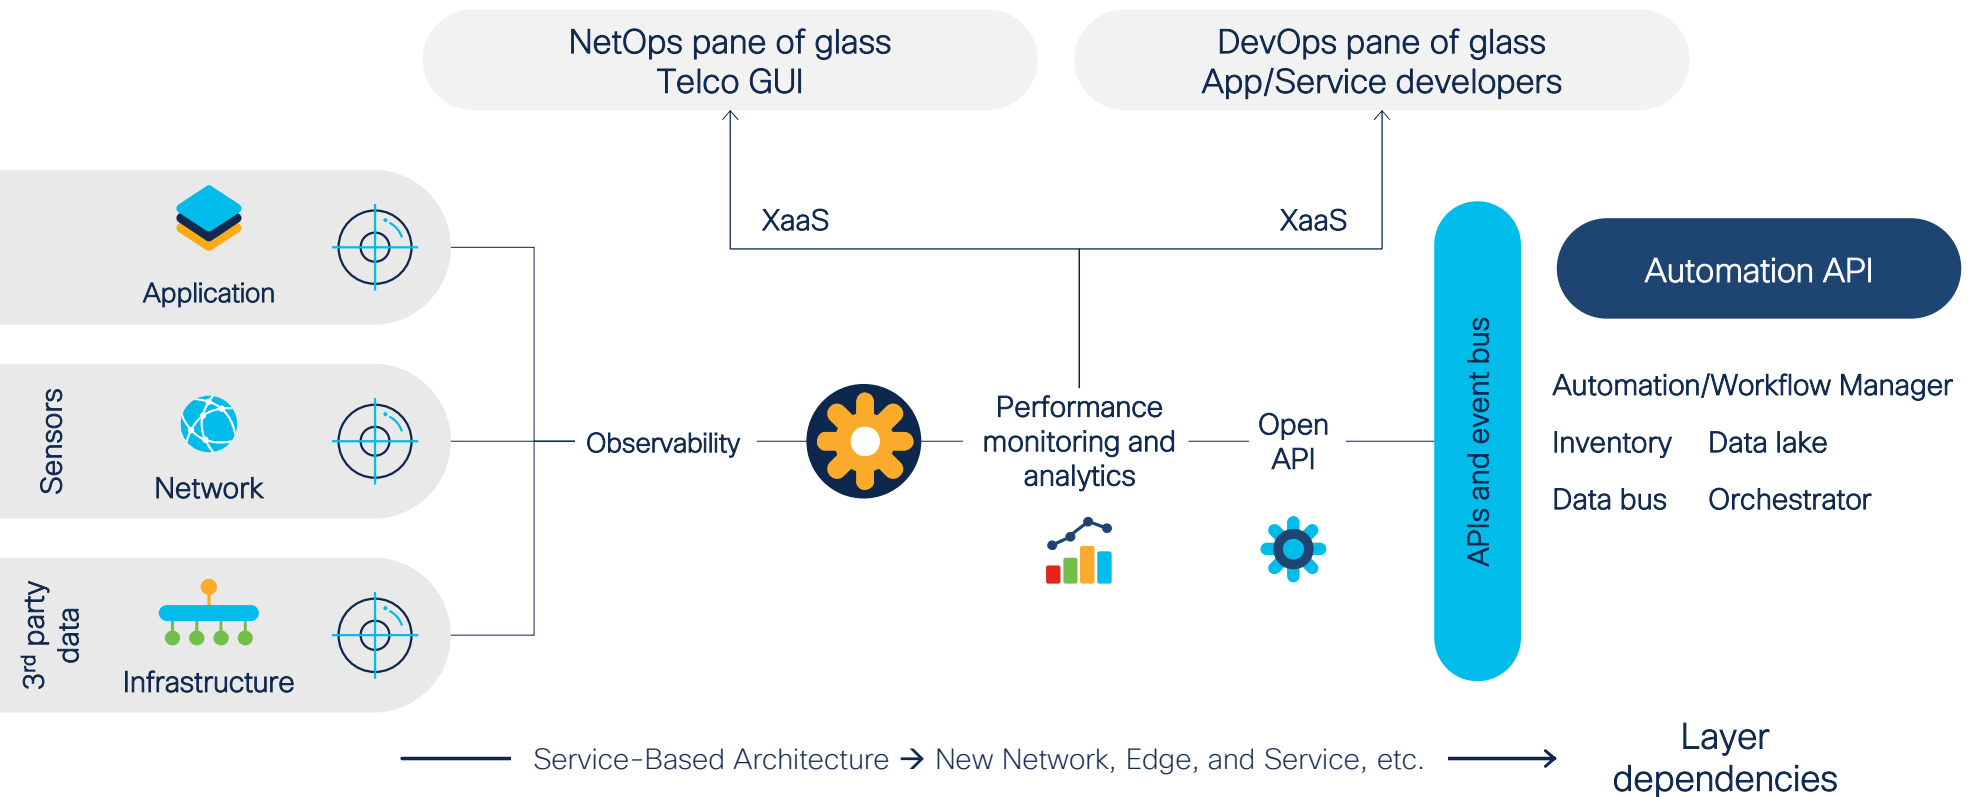 NetOps pane of glass
Telco GUI
DevOps pane of glass
App/Service developers
XaaS
XaaS
Application
Sensors
Network
3rd party
data
Infrastructure
Observability
Performance
monitoring and
analytics
Open
API
APIs and event bus
Automation API
Automation/Workflow Manager
Inventory
Data lake
Data bus
Orchestrator
Service-Based Architecture → New Network, Edge, and Service, etc.
Layer
dependencies